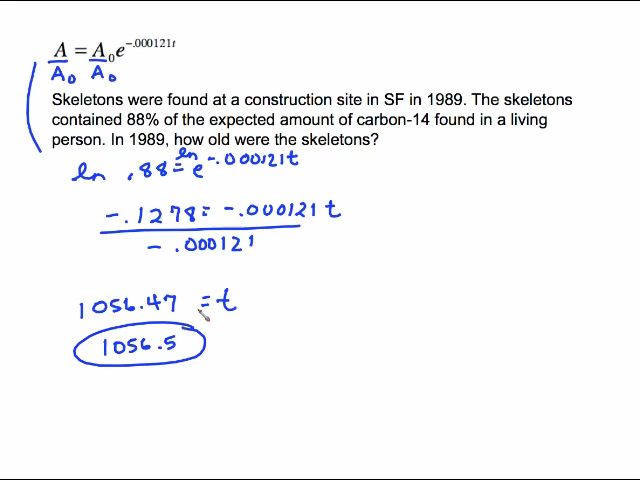 A = A₀e^-.000121t
A₀ A₀
Skeletons were found at a construction site in SF in 1989. The skeletons
contained 88% of the expected amount of carbon-14 found in a living
person. In 1989, how old were the skeletons?
ln .88 = ln e^-.000121t
-.1278 = -.000121 t
-.000121
1056.47 = t
1056.5